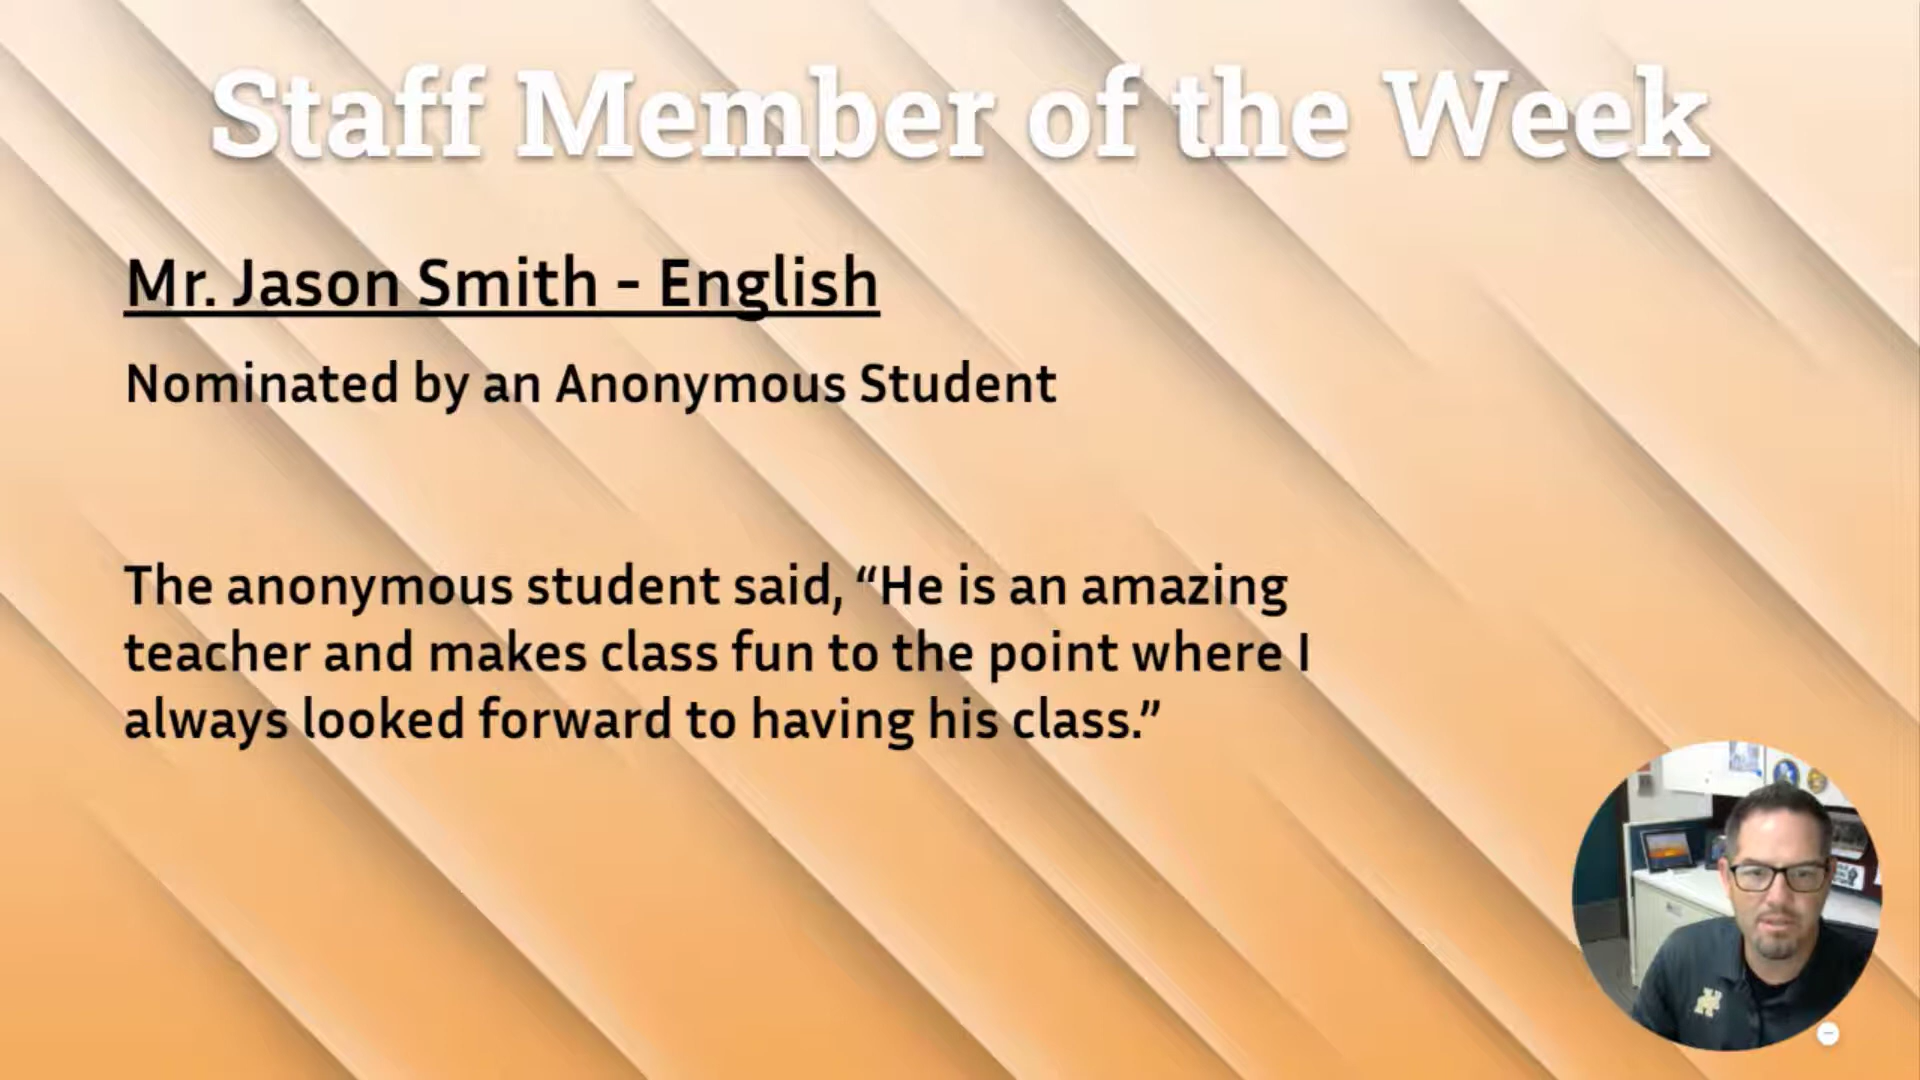 Staff Member of the Week
Mr. Jason Smith - English
Nominated by an Anonymous Student
The anonymous student said, “He is an amazing
teacher and makes class fun to the point where I
always looked forward to having his class.”